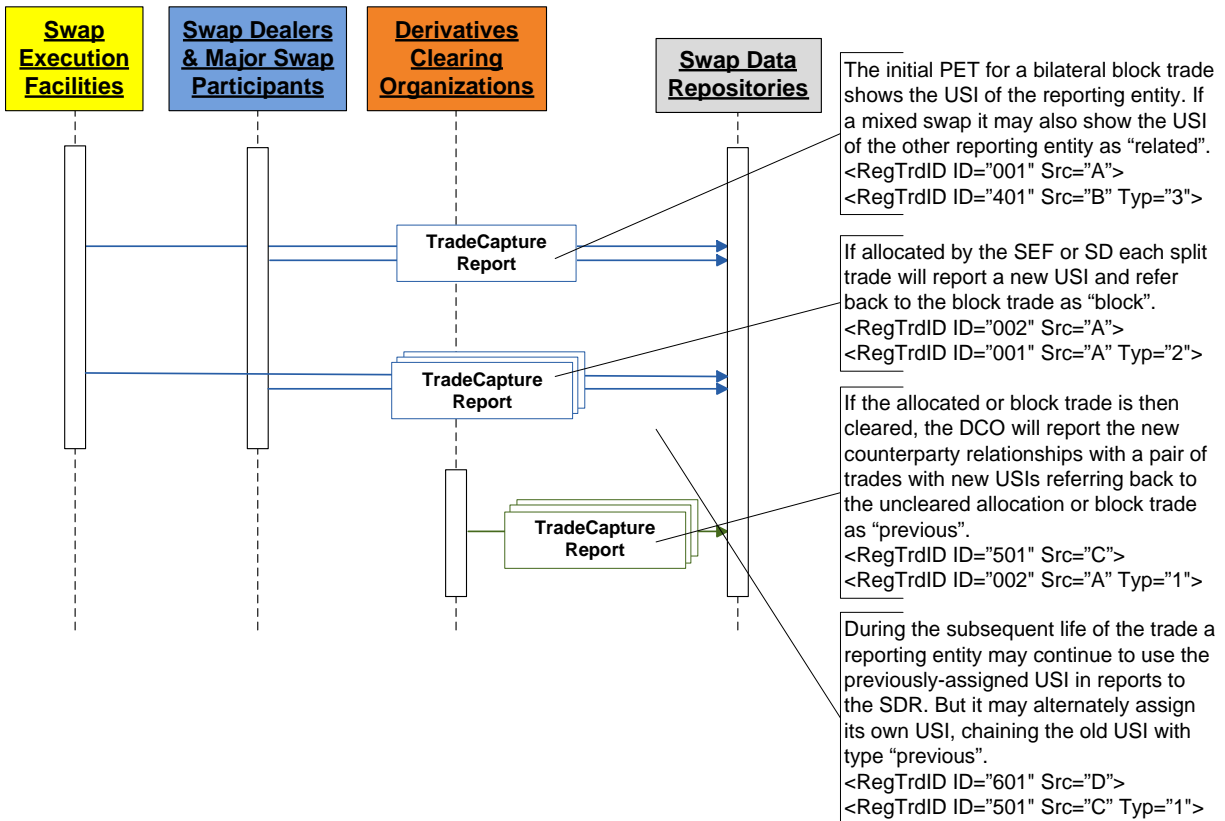 Swap
Execution
Facilities
Swap Dealers
& Major Swap
Participants
Derivatives
Clearing
Organizations
Swap Data
Repositories
The initial PET for a bilateral block trade
shows the USI of the reporting entity. If
a mixed swap it may also show the USI
of the other reporting entity as “related”.
<RegTrdID ID=”001" Src=”A”>
<RegTrdID ID=”401" Src=”B” Typ=”3">
TradeCapture
Report
If allocated by the SEF or SD each split
trade will report a new USI and refer
back to the block trade as “block”.
<RegTrdID ID=”002" Src=”A”>
<RegTrdID ID=”001" Src=”A” Typ=”2">
TradeCapture
Report
If the allocated or block trade is then
cleared, the DCO will report the new
counterparty relationships with a pair of
trades with new USIs referring back to
the uncleared allocation or block trade
as “previous”.
<RegTrdID ID=”501" Src=”C”>
<RegTrdID ID=”002" Src=”A” Typ=”1">
TradeCapture
Report
During the subsequent life of the trade a
reporting entity may continue to use the
previously-assigned USI in reports to
the SDR. But it may alternately assign
its own USI, chaining the old USI with
type “previous”.
<RegTrdID ID=”601" Src=”D”>
<RegTrdID ID=”501" Src=”C” Typ=”1">